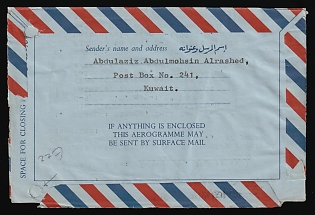 Sender's name and address اسم المرسل وعنوانه
Abdulaziz Abdulmohsin Alrashed,
Post Box No. 241,
Kuwait.
IF ANYTHING IS ENCLOSED
THIS AEROGRAMME MAY
BE SENT BY SURFACE MAIL
SPACE FOR CLOSING